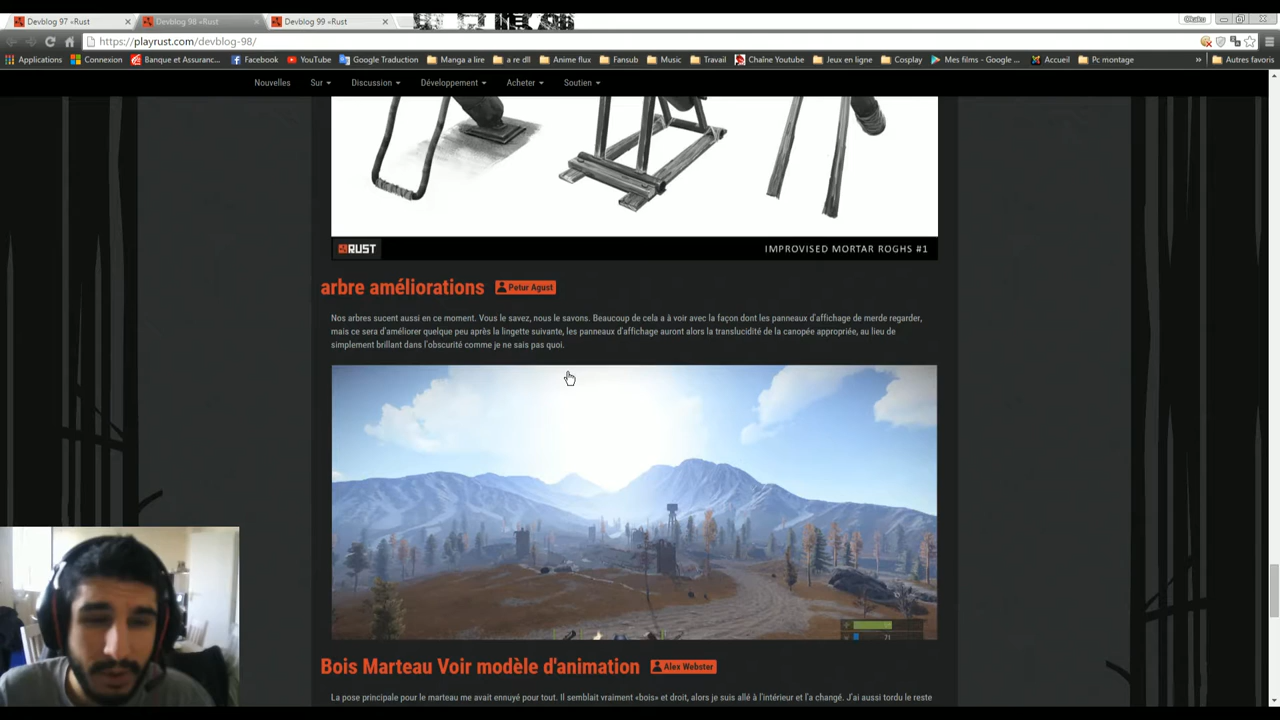 Devblog 97 «Rust
Devblog 98 «Rust
Devblog 99 «Rust
Otaku
https://playrust.com/devblog-98/
Applications
Connexion
Banque et Assuranc...
Facebook
YouTube
Google Traduction
Manga a lire
a re dll
Anime flux
Fansub
Music
Travail
Chaîne Youtube
Jeux en ligne
Cosplay
Mes films - Google ...
Accueil
Pc montage
»
Autres favoris
Nouvelles
Sur
Discussion
Développement
Acheter
Soutien
RUST
IMPROVISED MORTAR ROGHS #1
arbre améliorations
Petur Agust
Nos arbres sucent aussi en ce moment. Vous le savez, nous le savons. Beaucoup de cela a à voir avec la façon dont les panneaux d'affichage de merde regarder,
mais ce sera d'améliorer quelque peu après la lingette suivante, les panneaux d'affichage auront alors la translucidité de la canopée appropriée, au lieu de
simplement brillant dans l'obscurité comme je ne sais pas quoi.
Bois Marteau Voir modèle d'animation
Alex Webster
La pose principale pour le marteau me avait ennuyé pour tout. Il semblait vraiment «bois» et droit, alors je suis allé à l'intérieur et l'a changé. J'ai aussi tordu le reste